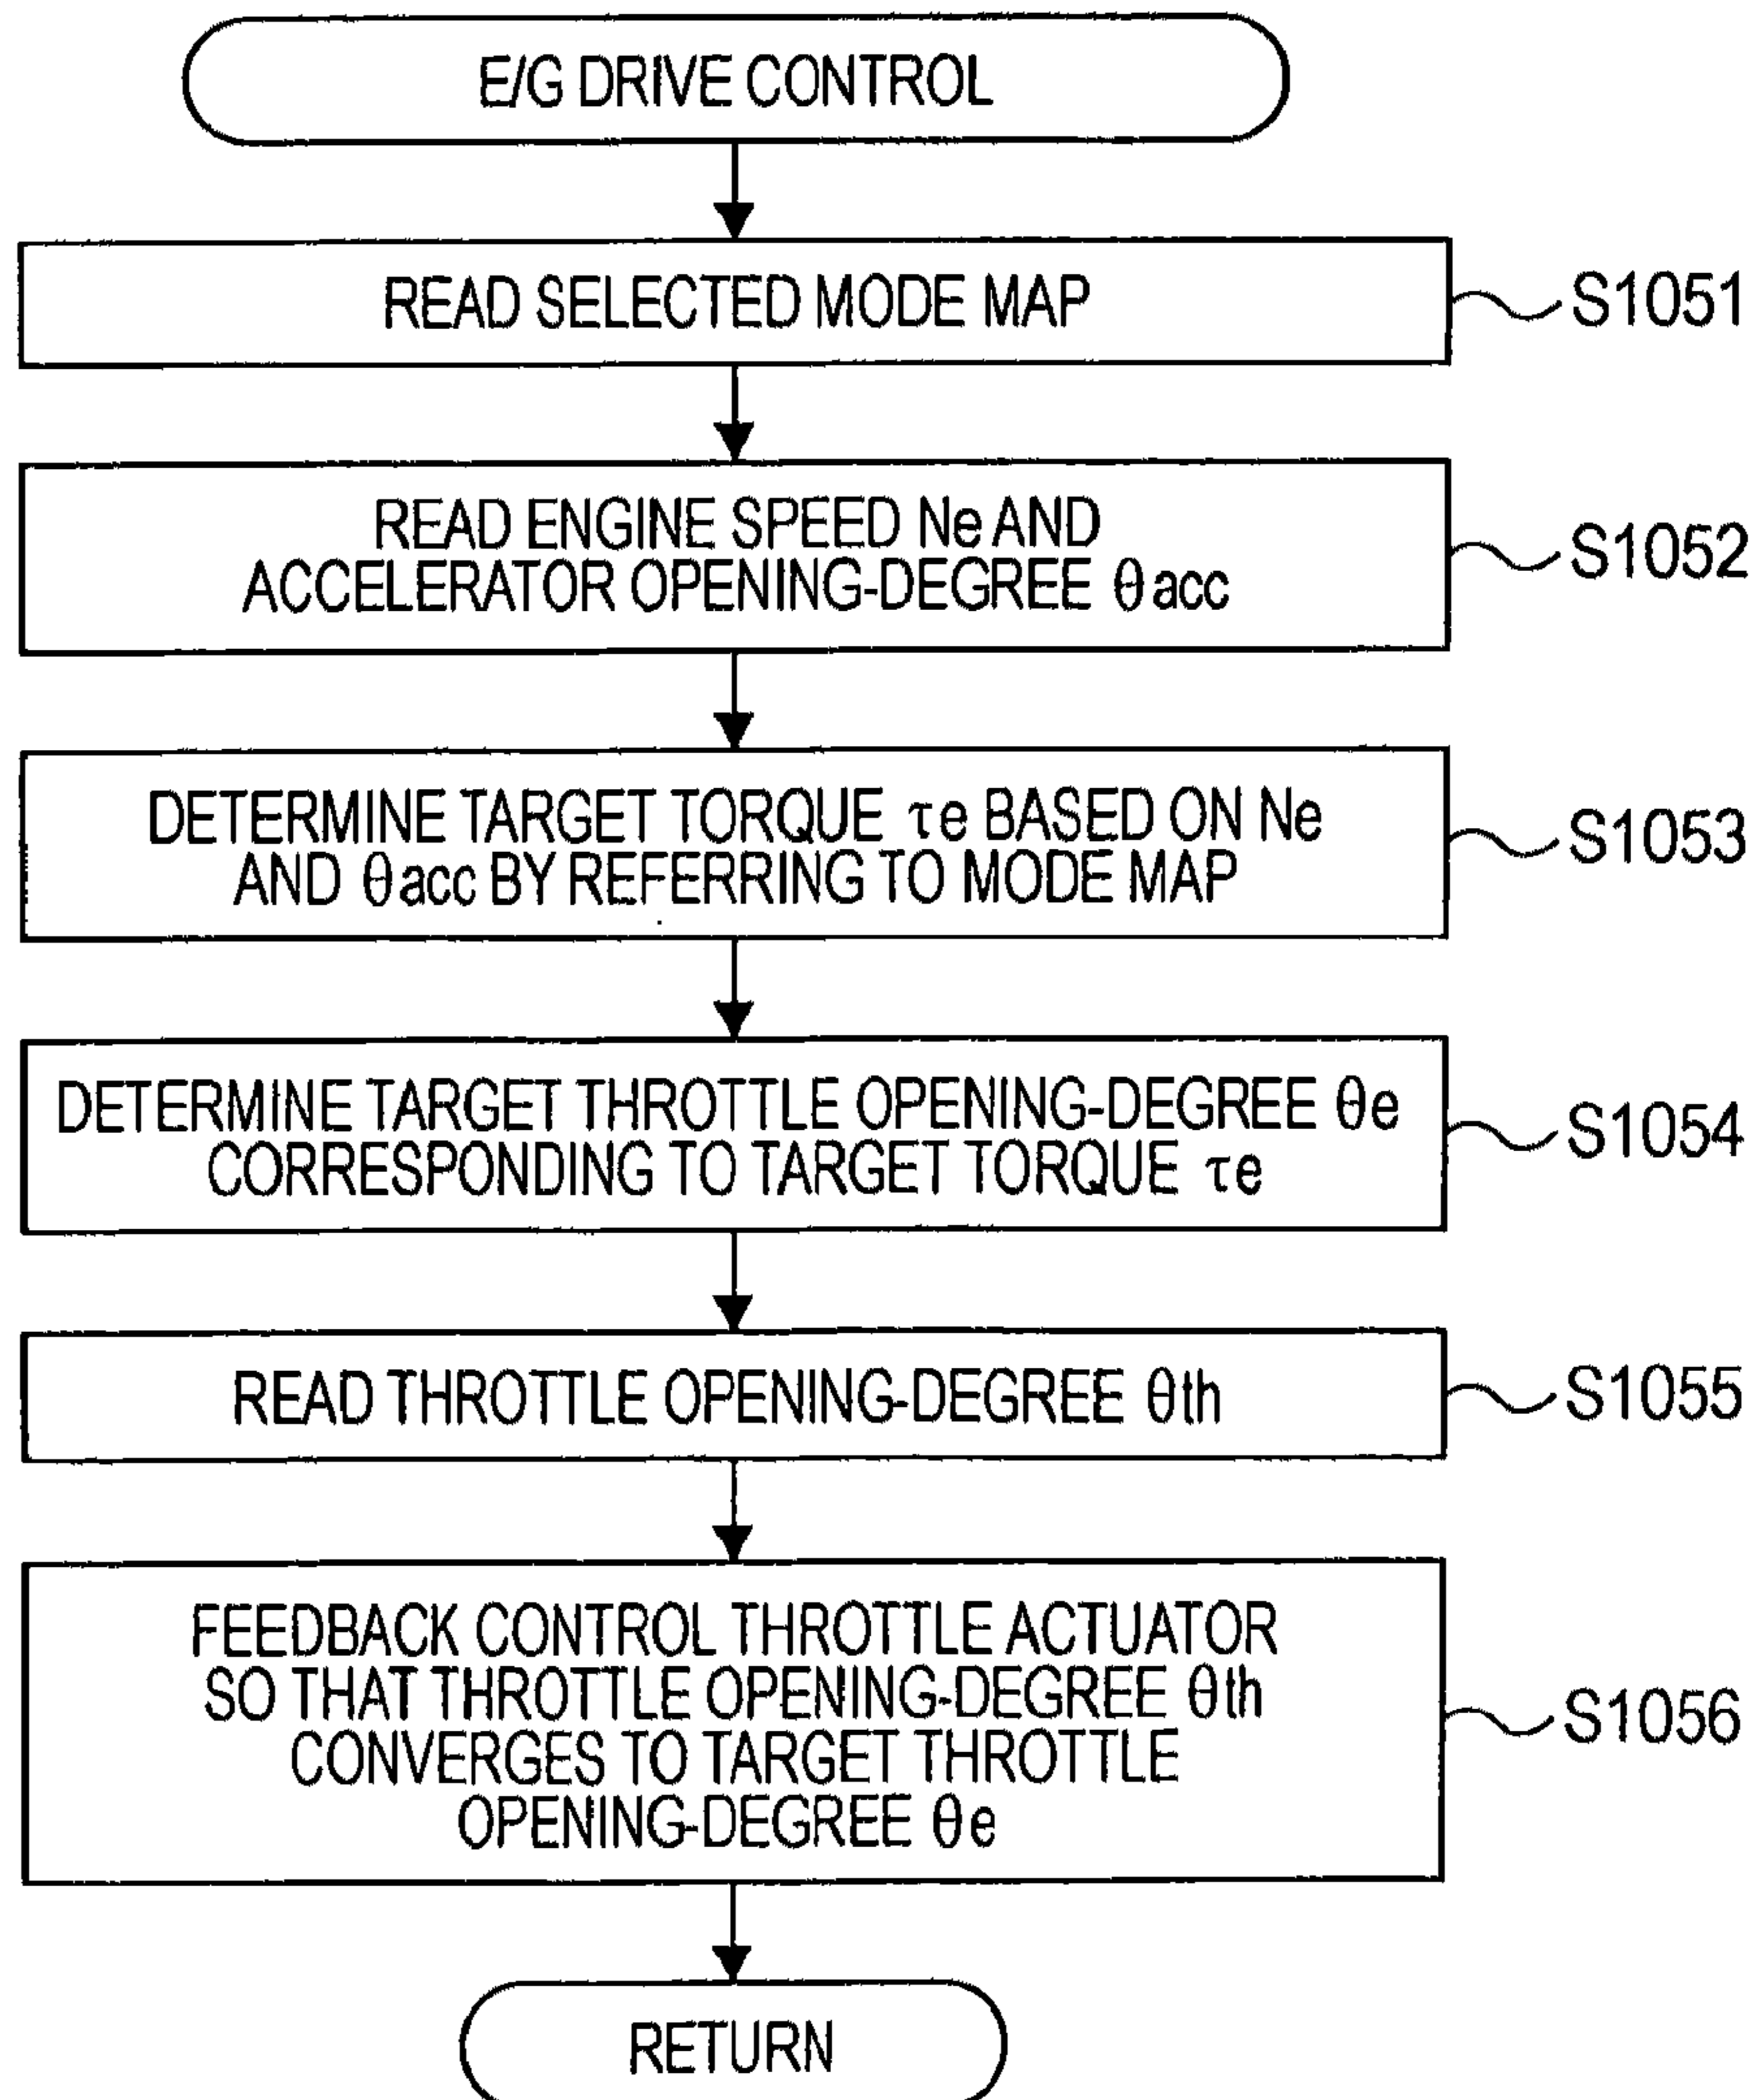 E/G DRIVE CONTROL
READ SELECTED MODE MAP
S1051
READ ENGINE SPEED Ne AND
ACCELERATOR OPENING-DEGREE θacc
S1052
DETERMINE TARGET TORQUE τe BASED ON Ne
AND θacc BY REFERRING TO MODE MAP
S1053
DETERMINE TARGET THROTTLE OPENING-DEGREE θe
CORRESPONDING TO TARGET TORQUE τe
S1054
READ THROTTLE OPENING-DEGREE θth
S1055
FEEDBACK CONTROL THROTTLE ACTUATOR
SO THAT THROTTLE OPENING-DEGREE θth
CONVERGES TO TARGET THROTTLE
OPENING-DEGREE θe
S1056
RETURN